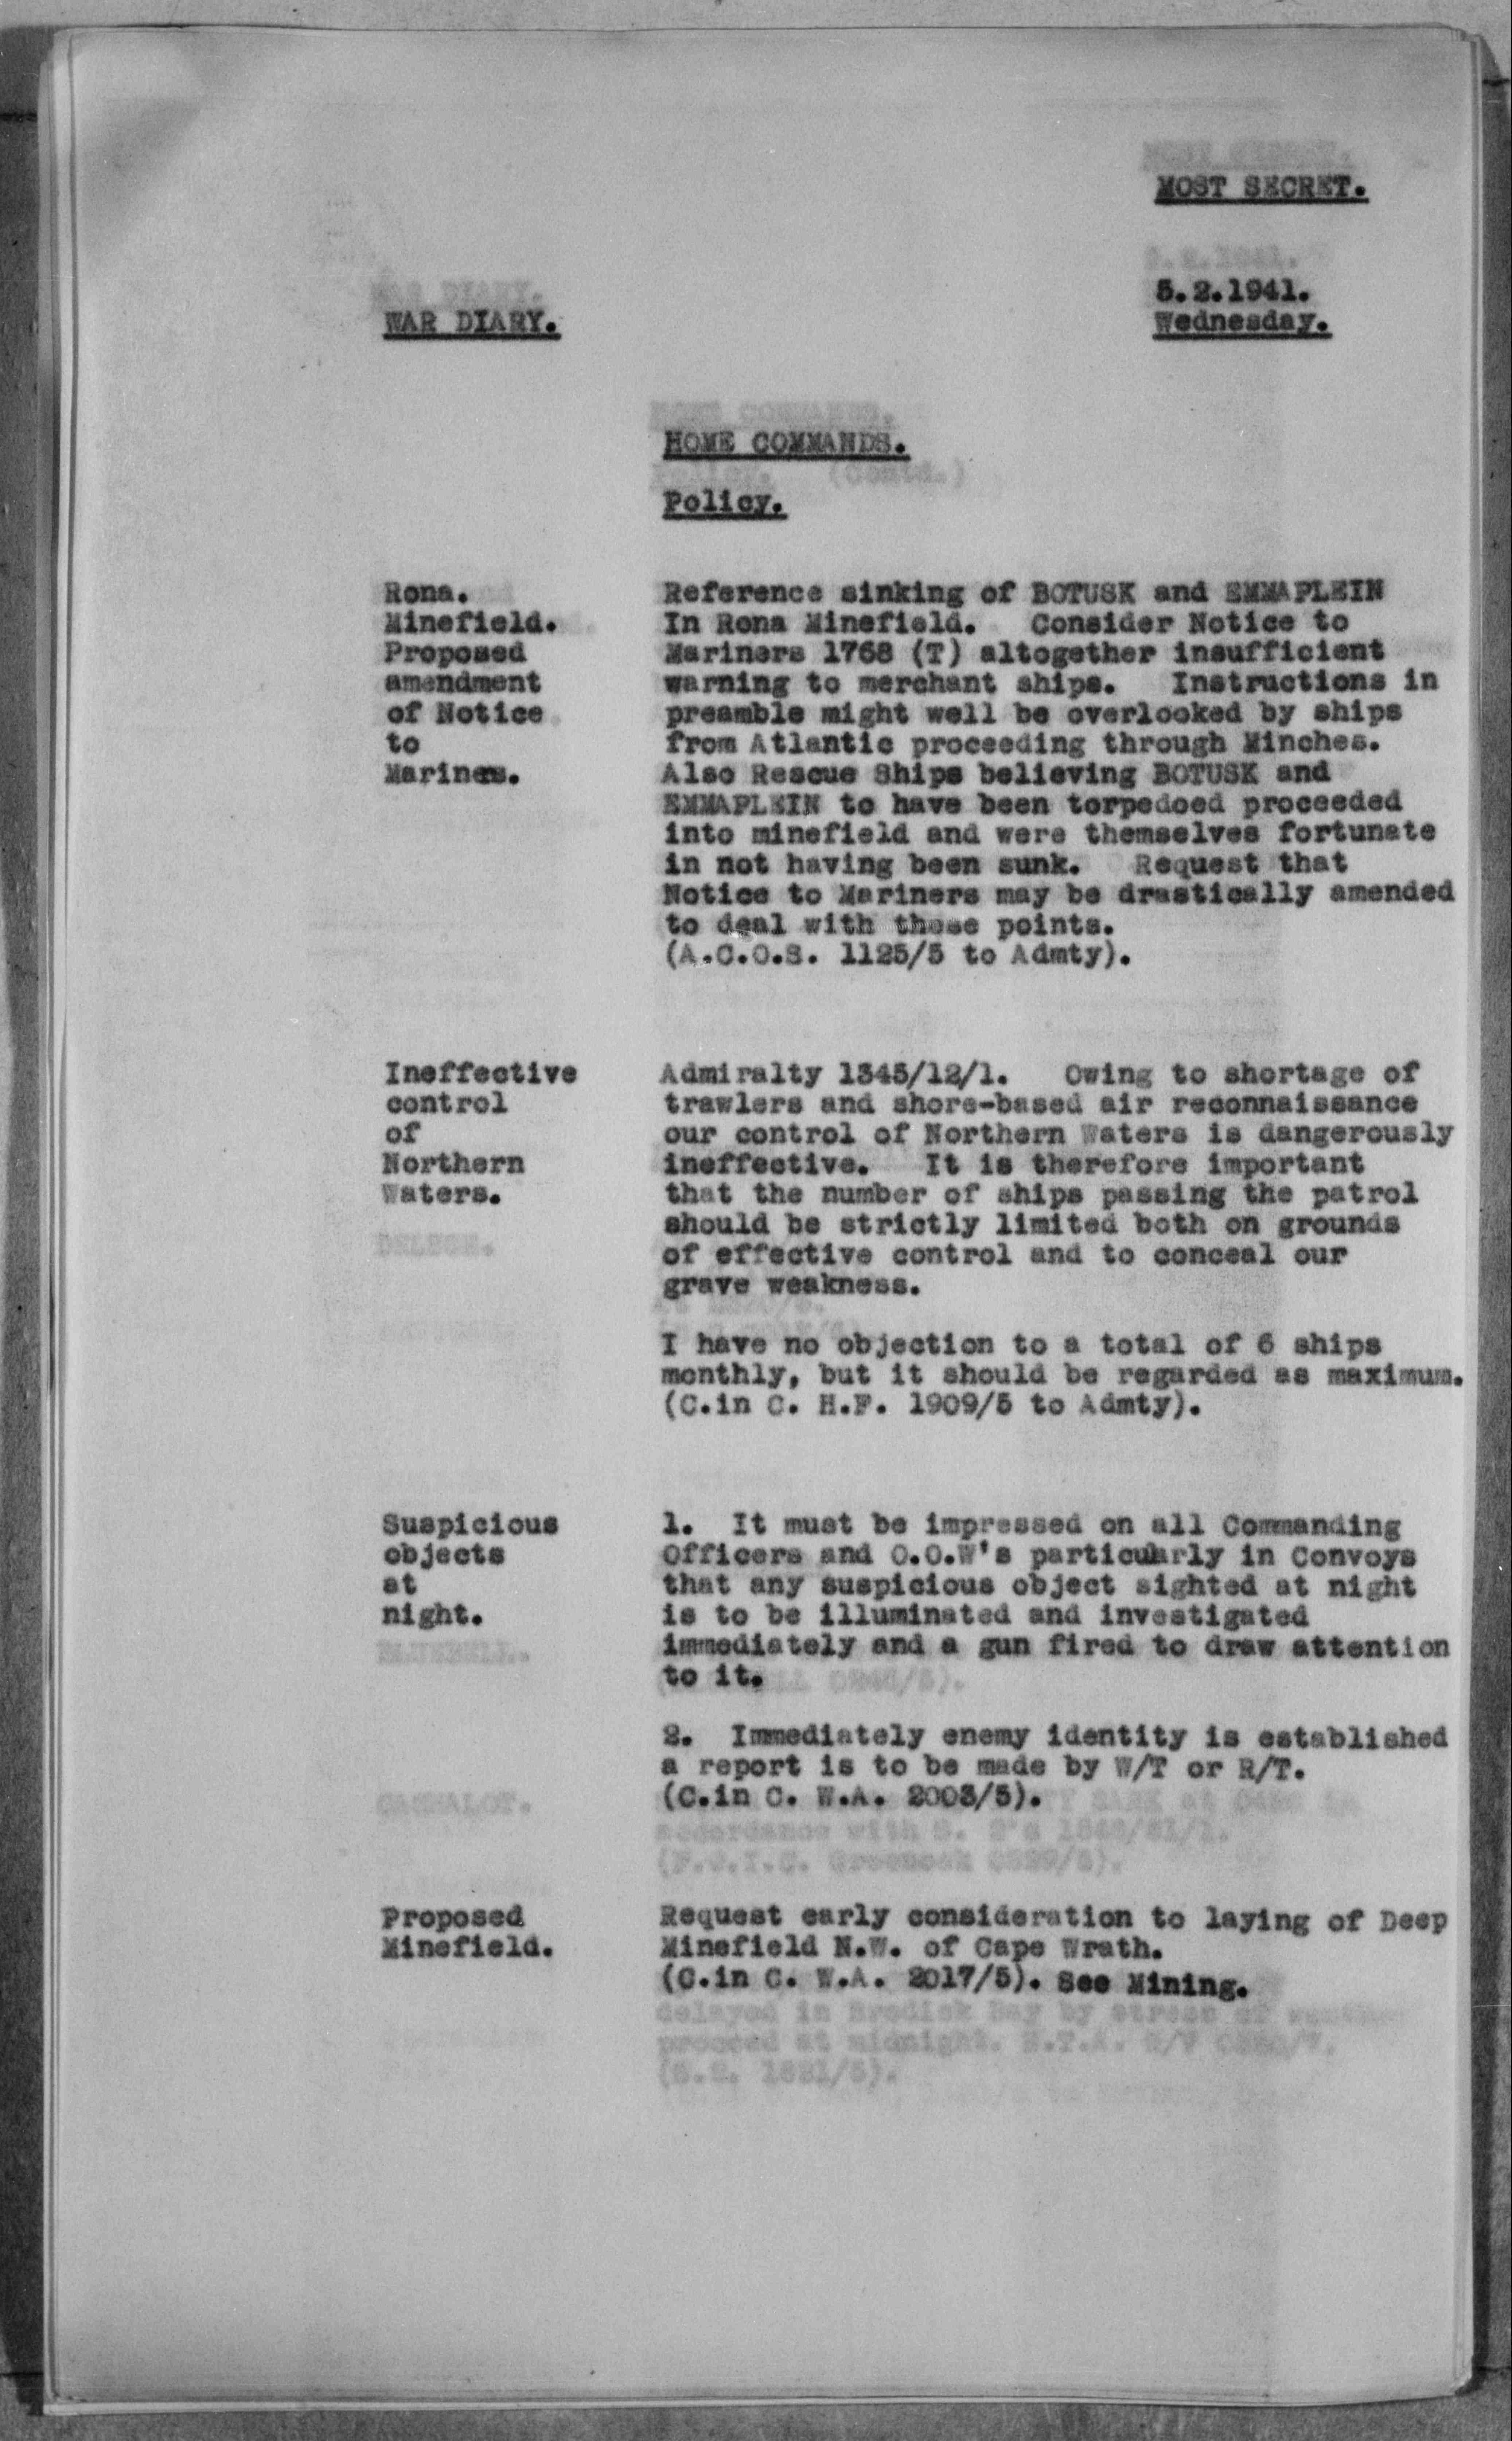 MOST SECRET.
5.2.1941.
WAR DIARY.
Wednesday.
HOME COMMANDS.
Policy.
Rona.
Minefield.
Proposed
amendment
of Notice
to
Mariners.
Reference sinking of BOTUSK and EMMAPLEIN
In Rona Minefield. Consider Notice to
Mariners 1768 (T) altogether insufficient
warning to merchant ships. Instructions in
preamble might well be overlooked by ships
from Atlantic proceeding through Minches.
Also Rescue Ships believing BOTUSK and
EMMAPLEIN to have been torpedoed proceeded
into minefield and were themselves fortunate
in not having been sunk. Request that
Notice to Mariners may be drastically amended
to deal with these points.
(A.C.O.S. 1125/5 to Admty).
Ineffective
control
of
Northern
Waters.
Admiralty 1345/12/1. Owing to shortage of
trawlers and shore-based air reconnaissance
our control of Northern Waters is dangerously
ineffective. It is therefore important
that the number of ships passing the patrol
should be strictly limited both on grounds
of effective control and to conceal our
grave weakness.
I have no objection to a total of 6 ships
monthly, but it should be regarded as maximum.
(C.in C. H.F. 1909/5 to Admty).
Suspicious
objects
at
night.
1. It must be impressed on all Commanding
Officers and O.O.W's particularly in Convoys
that any suspicious object sighted at night
is to be illuminated and investigated
immediately and a gun fired to draw attention
to it.
2. Immediately enemy identity is established
a report is to be made by W/T or R/T.
(C.in C. W.A. 2003/5).
Proposed
Minefield.
Request early consideration to laying of Deep
Minefield N.W. of Cape Wrath.
(C.in C. W.A. 2017/5). See Mining.